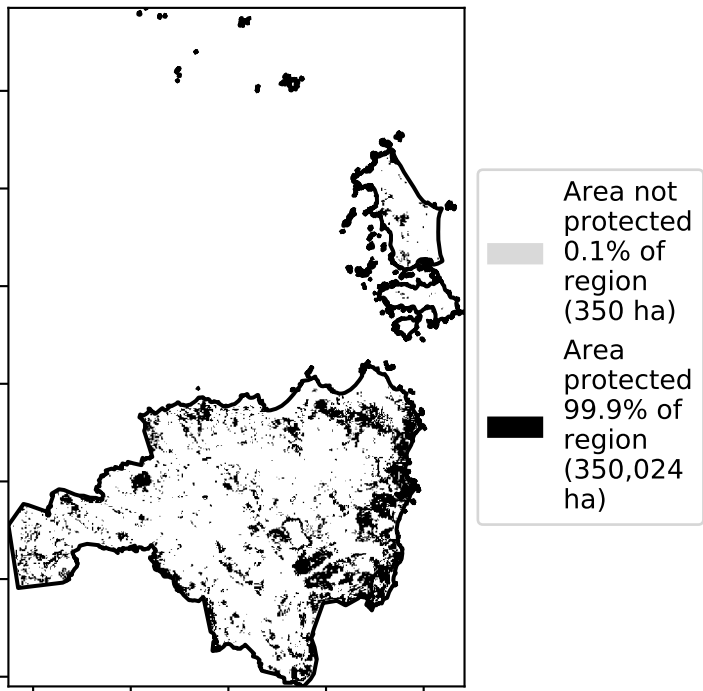 Area not
protected
0.1% of
region
(350 ha)
Area
protected
99.9% of
region
(350,024
ha)